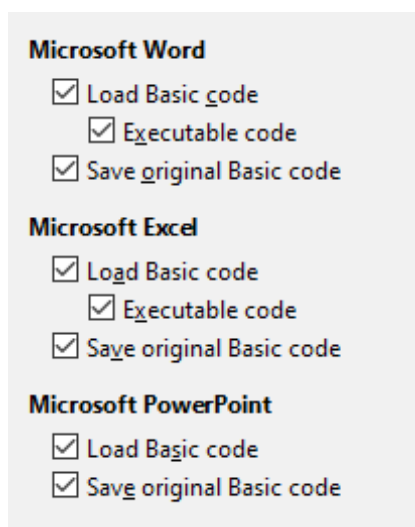 Microsoft Word
Load Basic code
Executable code
Save original Basic code
Microsoft Excel
Load Basic code
Executable code
Save original Basic code
Microsoft PowerPoint
Load Basic code
Save original Basic code